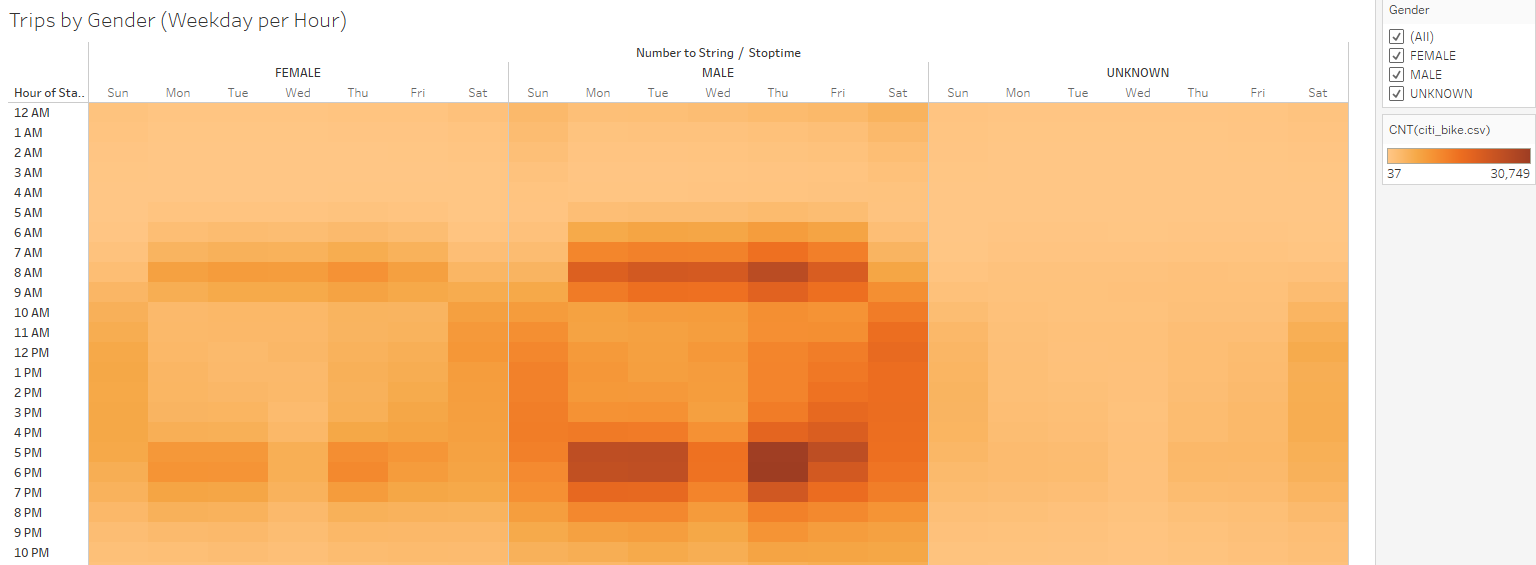 Trips by Gender (Weekday per Hour)
Number to String / Stoptime
FEMALE MALE UNKNOWN
Hour of Sta.. Sun Mon Tue Wed Thu Fri Sat Sun Mon Tue Wed Thu Fri Sat Sun Mon Tue Wed Thu Fri Sat
12 AM
1 AM
2 AM
3 AM
4 AM
5 AM
6 AM
7 AM
8 AM
9 AM
10 AM
11 AM
12 PM
1 PM
2 PM
3 PM
4 PM
5 PM
6 PM
7 PM
8 PM
9 PM
10 PM
Gender
(All)
FEMALE
MALE
UNKNOWN
CNT(citi_bike.csv)
37 30,749